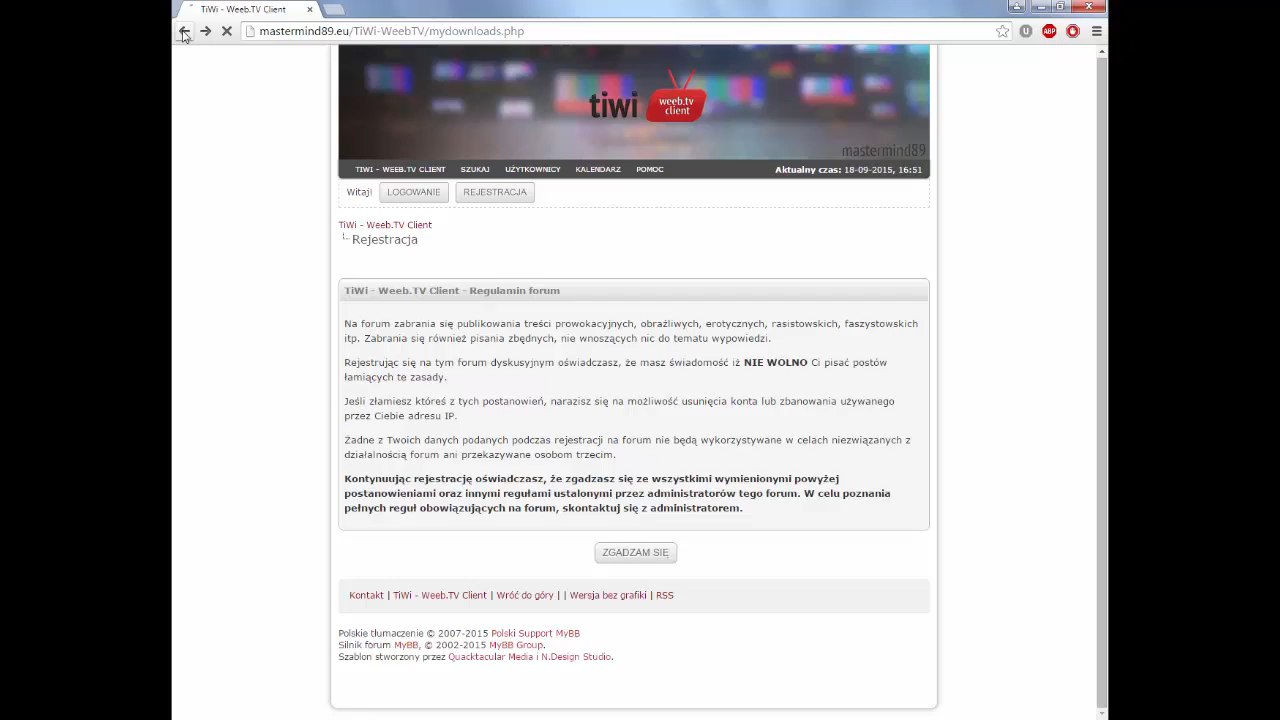 TiWi - Weeb.TV Client
mastermind89.eu/TiWi-WeebTV/mydownloads.php
U
ABP
tiwi weeb.tv client
mastermind89
TIWI - WEEB.TV CLIENT SZUKAJ UŻYTKOWNICY KALENDARZ POMOC Aktualny czas: 18-09-2015, 16:51
Witaj! LOGOWANIE REJESTRACJA
TiWi - Weeb.TV Client
Rejestracja
TiWi - Weeb.TV Client - Regulamin forum
Na forum zabrania się publikowania treści prowokacyjnych, obraźliwych, erotycznych, rasistowskich, faszystowskich
itp. Zabrania się również pisania zbędnych, nie wnoszących nic do tematu wypowiedzi.
Rejestrując się na tym forum dyskusyjnym oświadczasz, że masz świadomość iż NIE WOLNO Ci pisać postów
łamiących te zasady.
Jeśli złamiesz któreś z tych postanowień, narazisz się na możliwość usunięcia konta lub zbanowania używanego
przez Ciebie adresu IP.
Żadne z Twoich danych podanych podczas rejestracji na forum nie będą wykorzystywane w celach niezwiązanych z
działalnością forum ani przekazywane osobom trzecim.
Kontynuując rejestrację oświadczasz, że zgadzasz się ze wszystkimi wymienionymi powyżej
postanowieniami oraz innymi regułami ustalonymi przez administratorów tego forum. W celu poznania
pełnych reguł obowiązujących na forum, skontaktuj się z administratorem.
ZGADZAM SIĘ
Kontakt | TiWi - Weeb.TV Client | Wróć do góry | | Wersja bez grafiki | RSS
Polskie tłumaczenie © 2007-2015 Polski Support MyBB
Silnik forum MyBB, © 2002-2015 MyBB Group.
Szablon stworzony przez Quacktacular Media i N.Design Studio.